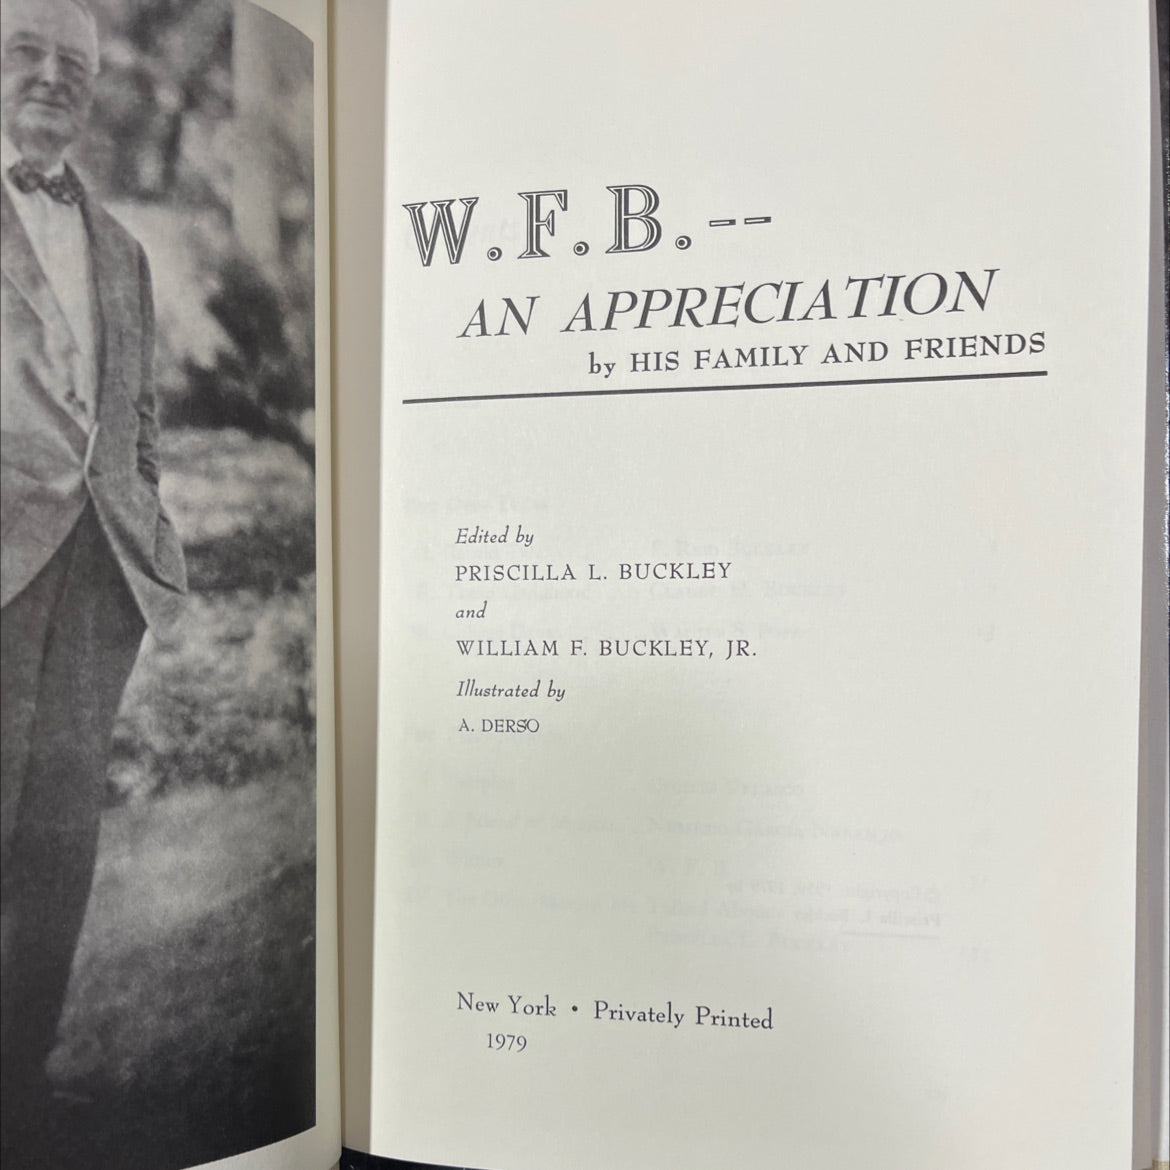 W.F.B.--
AN APPRECIATION
by HIS FAMILY AND FRIENDS
Edited by
PRISCILLA L. BUCKLEY
and
WILLIAM F. BUCKLEY, JR.
Illustrated by
A. DERSO
New York • Privately Printed
1979